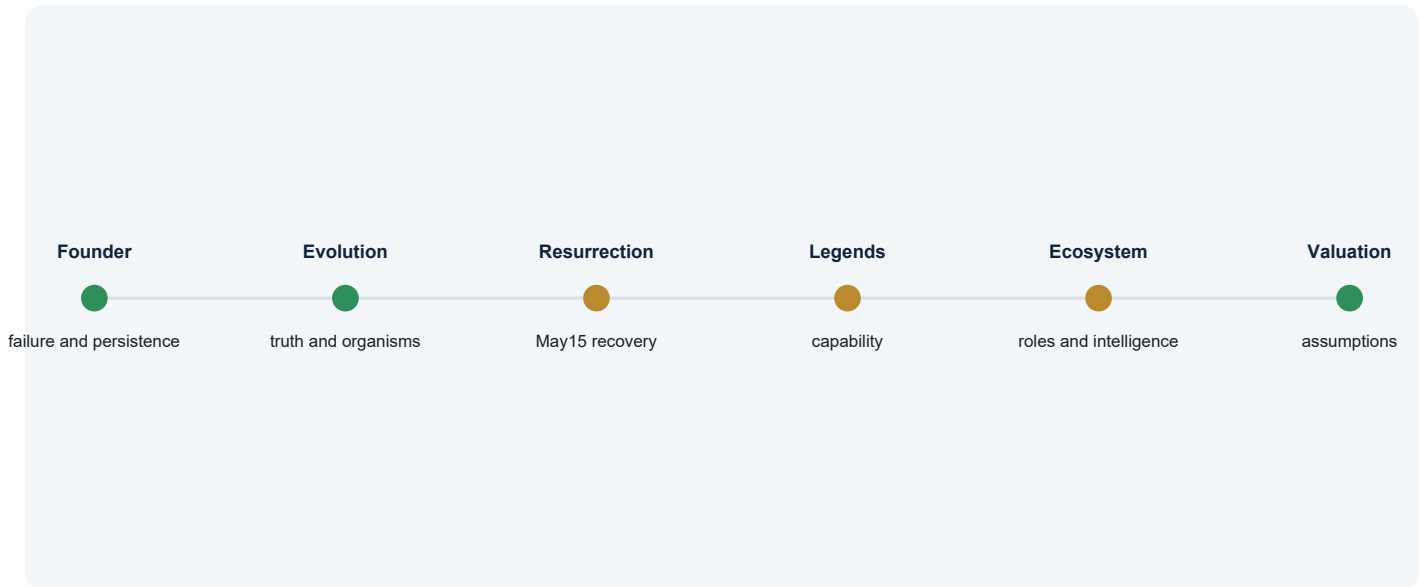 Founder
Evolution
Resurrection
Legends
Ecosystem
Valuation
failure and persistence
truth and organisms
May15 recovery
capability
roles and intelligence
assumptions